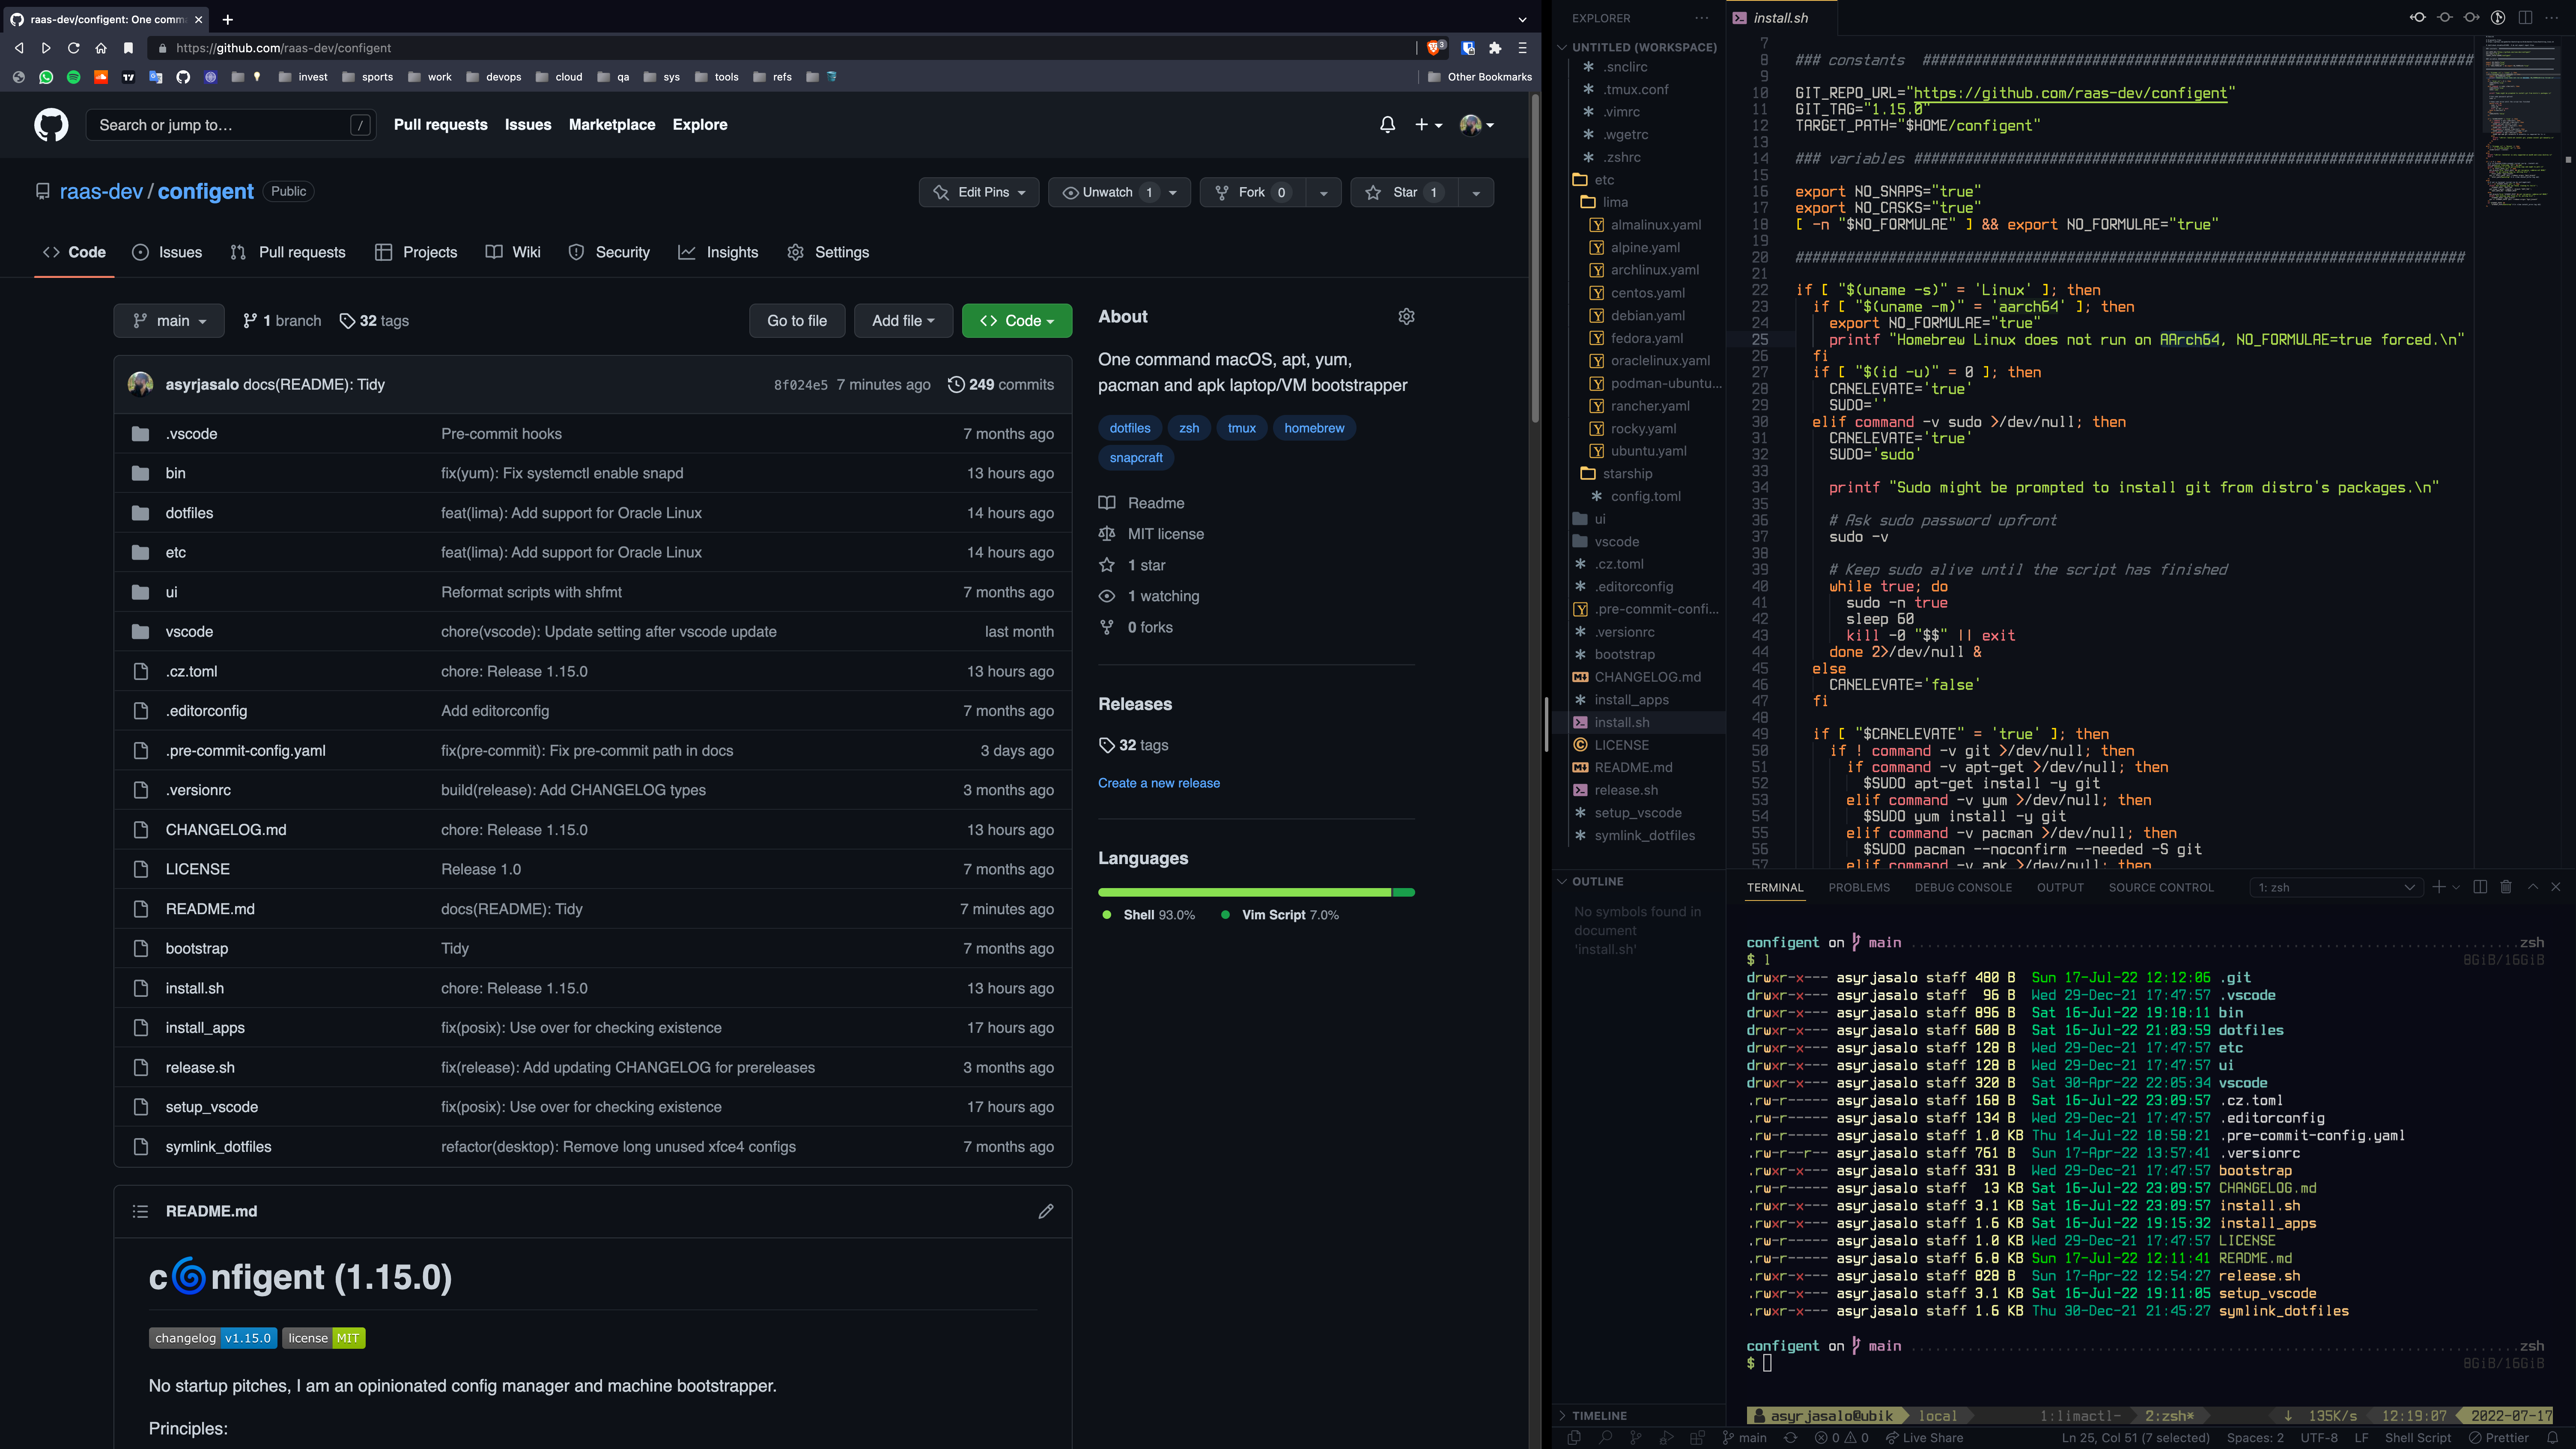 raas-dev/configent: One comm
https://github.com/raas-dev/configent
3
invest sports work devops cloud qa sys tools refs Other Bookmarks
Search or jump to… /
Pull requests Issues Marketplace Explore
raas-dev / configent Public
Edit Pins Unwatch 1 Fork 0 Star 1
Code Issues Pull requests Projects Wiki Security Insights Settings
main 1 branch 32 tags Go to file Add file Code
asyrjasalo docs(README): Tidy 8f024e5 7 minutes ago 249 commits
.vscode Pre-commit hooks 7 months ago
bin fix(yum): Fix systemctl enable snapd 13 hours ago
dotfiles feat(lima): Add support for Oracle Linux 14 hours ago
etc feat(lima): Add support for Oracle Linux 14 hours ago
ui Reformat scripts with shfmt 7 months ago
vscode chore(vscode): Update setting after vscode update last month
.cz.toml chore: Release 1.15.0 13 hours ago
.editorconfig Add editorconfig 7 months ago
.pre-commit-config.yaml fix(pre-commit): Fix pre-commit path in docs 3 days ago
.versionrc build(release): Add CHANGELOG types 3 months ago
CHANGELOG.md chore: Release 1.15.0 13 hours ago
LICENSE Release 1.0 7 months ago
README.md docs(README): Tidy 7 minutes ago
bootstrap Tidy 7 months ago
install.sh chore: Release 1.15.0 13 hours ago
install_apps fix(posix): Use over for checking existence 17 hours ago
release.sh fix(release): Add updating CHANGELOG for prereleases 3 months ago
setup_vscode fix(posix): Use over for checking existence 17 hours ago
symlink_dotfiles refactor(desktop): Remove long unused xfce4 configs 7 months ago
README.md
c nfigent (1.15.0)
changelog v1.15.0 license MIT
No startup pitches, I am an opinionated config manager and machine bootstrapper.
Principles:
About
One command macOS, apt, yum,
pacman and apk laptop/VM bootstrapper
dotfiles zsh tmux homebrew
snapcraft
Readme
MIT license
1 star
1 watching
0 forks
Releases
32 tags
Create a new release
Languages
Shell 93.0% Vim Script 7.0%
EXPLORER
UNTITLED (WORKSPACE)
.snclirc
.tmux.conf
.vimrc
.wgetrc
.zshrc
etc
lima
almalinux.yaml
alpine.yaml
archlinux.yaml
centos.yaml
debian.yaml
fedora.yaml
oraclelinux.yaml
podman-ubuntu...
rancher.yaml
rocky.yaml
ubuntu.yaml
starship
config.toml
ui
vscode
.cz.toml
.editorconfig
.pre-commit-confi...
.versionrc
bootstrap
CHANGELOG.md
install_apps
install.sh
LICENSE
README.md
release.sh
setup_vscode
symlink_dotfiles
OUTLINE
No symbols found in
document
'install.sh'
TIMELINE
install.sh
7
8 ### constants ##################################################################
9
10 GIT_REPO_URL="https://github.com/raas-dev/configent"
11 GIT_TAG="1.15.0"
12 TARGET_PATH="$HOME/configent"
13
14 ### variables ###################################################################
15
16 export NO_SNAPS="true"
17 export NO_CASKS="true"
18 [ -n "$NO_FORMULAE" ] && export NO_FORMULAE="true"
19
20 ################################################################################
21
22 if [ "$(uname -s)" = 'Linux' ]; then
23 if [ "$(uname -m)" = 'aarch64' ]; then
24 export NO_FORMULAE="true"
25 printf "Homebrew Linux does not run on AArch64, NO_FORMULAE=true forced.\n"
26 fi
27 if [ "$(id -u)" = 0 ]; then
28 CANELEVATE='true'
29 SUDO=''
30 elif command -v sudo >/dev/null; then
31 CANELEVATE='true'
32 SUDO='sudo'
33
34 printf "Sudo might be prompted to install git from distro's packages.\n"
35
36 # Ask sudo password upfront
37 sudo -v
38
39 # Keep sudo alive until the script has finished
40 while true; do
41 sudo -n true
42 sleep 60
43 kill -0 "$$" || exit
44 done 2>/dev/null &
45 else
46 CANELEVATE='false'
47 fi
48
49 if [ "$CANELEVATE" = 'true' ]; then
50 if ! command -v git >/dev/null; then
51 if command -v apt-get >/dev/null; then
52 $SUDO apt-get install -y git
53 elif command -v yum >/dev/null; then
54 $SUDO yum install -y git
55 elif command -v pacman >/dev/null; then
56 $SUDO pacman --noconfirm --needed -S git
57 elif command -v apk >/dev/null; then
TERMINAL PROBLEMS DEBUG CONSOLE OUTPUT SOURCE CONTROL 1: zsh
configent on main zsh
$ l 8GiB/16GiB
drwxr-x--- asyrjasalo staff 480 B Sun 17-Jul-22 12:12:06 .git
drwxr-x--- asyrjasalo staff 96 B Wed 29-Dec-21 17:47:57 .vscode
drwxr-x--- asyrjasalo staff 896 B Sat 16-Jul-22 19:18:11 bin
drwxr-x--- asyrjasalo staff 608 B Sat 16-Jul-22 21:03:59 dotfiles
drwxr-x--- asyrjasalo staff 128 B Wed 29-Dec-21 17:47:57 etc
drwxr-x--- asyrjasalo staff 128 B Wed 29-Dec-21 17:47:57 ui
drwxr-x--- asyrjasalo staff 320 B Sat 30-Apr-22 22:05:34 vscode
.rw-r----- asyrjasalo staff 168 B Sat 16-Jul-22 23:09:57 .cz.toml
.rw-r----- asyrjasalo staff 134 B Wed 29-Dec-21 17:47:57 .editorconfig
.rw-r----- asyrjasalo staff 1.0 KB Thu 14-Jul-22 18:58:21 .pre-commit-config.yaml
.rw-r--r-- asyrjasalo staff 761 B Sun 17-Apr-22 13:57:41 .versionrc
.rwxr-x--- asyrjasalo staff 331 B Wed 29-Dec-21 17:47:57 bootstrap
.rw-r----- asyrjasalo staff 13 KB Sat 16-Jul-22 23:09:57 CHANGELOG.md
.rwxr-x--- asyrjasalo staff 3.1 KB Sat 16-Jul-22 23:09:57 install.sh
.rwxr-x--- asyrjasalo staff 1.6 KB Sat 16-Jul-22 19:15:32 install_apps
.rw-r----- asyrjasalo staff 1.0 KB Wed 29-Dec-21 17:47:57 LICENSE
.rw-r----- asyrjasalo staff 6.8 KB Sun 17-Jul-22 12:11:41 README.md
.rwxr-x--- asyrjasalo staff 828 B Sun 17-Apr-22 12:54:27 release.sh
.rwxr-x--- asyrjasalo staff 3.1 KB Sat 16-Jul-22 19:11:05 setup_vscode
.rwxr-x--- asyrjasalo staff 1.6 KB Thu 30-Dec-21 21:45:27 symlink_dotfiles
configent on main zsh
$ 8GiB/16GiB
asyrjasalo@ubik local 1:limactl- 2:zsh* ↓ 135K/s 12:19:07 2022-07-17
main 0 0 Live Share Ln 25, Col 51 (7 selected) Spaces: 2 UTF-8 LF Shell Script Prettier